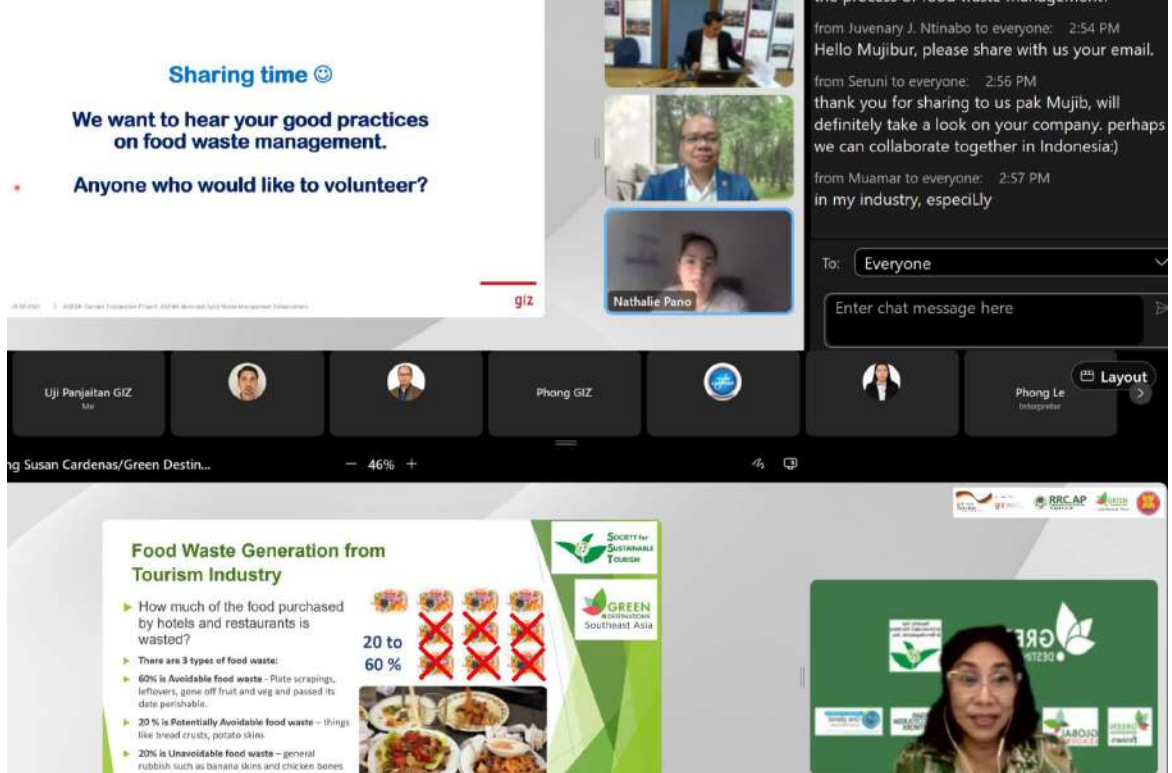 Sharing time ☺
We want to hear your good practices
on food waste management.
Anyone who would like to volunteer?
giz
Nathalie Pano
the process of food waste management?
from Juvenary J. Ntinabo to everyone: 2:54 PM
Hello Mujibur, please share with us your email.
from Seruni to everyone: 2:56 PM
thank you for sharing to us pak Mujib, will
definitely take a look on your company. perhaps
we can collaborate together in Indonesia:)
from Muamar to everyone: 2:57 PM
in my industry, especiLly
To: Everyone
Enter chat message here
Uji Panjaitan GIZ
Me
Phong GIZ
Phong Le
Interpreter
Layout
ng Susan Cardenas/Green Destin...
− 46% +
giz
RRC.AP
GREEN
Food Waste Generation from
Tourism Industry
SOCIETY for
SUSTAINABLE
TOURISM
GREEN
DESTINATIONS
Southeast Asia
▶ How much of the food purchased
by hotels and restaurants is
wasted?
20 to
60 %
▶ There are 3 types of food waste:
▶ 60% is Avoidable food waste - Plate scrapings,
leftovers, gone off fruit and veg and passed its
date perishable.
▶ 20 % is Potentially Avoidable food waste – things
like bread crusts, potato skins
▶ 20% is Unavoidable food waste – general
rubbish such as banana skins and chicken bones